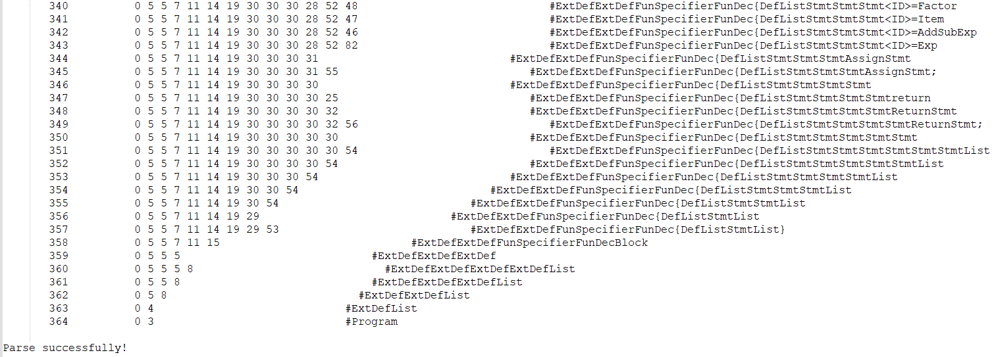 340 0 5 5 7 11 14 19 30 30 30 28 52 48 #ExtDefExtDefFunSpecifierFunDec{DefListStmtStmtStmt<ID>=Factor
341 0 5 5 7 11 14 19 30 30 30 28 52 47 #ExtDefExtDefFunSpecifierFunDec{DefListStmtStmtStmt<ID>=Item
342 0 5 5 7 11 14 19 30 30 30 28 52 46 #ExtDefExtDefFunSpecifierFunDec{DefListStmtStmtStmt<ID>=AddSubExp
343 0 5 5 7 11 14 19 30 30 30 28 52 82 #ExtDefExtDefFunSpecifierFunDec{DefListStmtStmtStmt<ID>=Exp
344 0 5 5 7 11 14 19 30 30 30 31 #ExtDefExtDefFunSpecifierFunDec{DefListStmtStmtStmtAssignStmt
345 0 5 5 7 11 14 19 30 30 30 31 55 #ExtDefExtDefFunSpecifierFunDec{DefListStmtStmtStmtAssignStmt;
346 0 5 5 7 11 14 19 30 30 30 30 #ExtDefExtDefFunSpecifierFunDec{DefListStmtStmtStmtStmt
347 0 5 5 7 11 14 19 30 30 30 30 25 #ExtDefExtDefFunSpecifierFunDec{DefListStmtStmtStmtStmtreturn
348 0 5 5 7 11 14 19 30 30 30 30 32 #ExtDefExtDefFunSpecifierFunDec{DefListStmtStmtStmtStmtReturnStmt
349 0 5 5 7 11 14 19 30 30 30 30 32 56 #ExtDefExtDefFunSpecifierFunDec{DefListStmtStmtStmtStmtReturnStmt;
350 0 5 5 7 11 14 19 30 30 30 30 30 #ExtDefExtDefFunSpecifierFunDec{DefListStmtStmtStmtStmtStmt
351 0 5 5 7 11 14 19 30 30 30 30 30 54 #ExtDefExtDefFunSpecifierFunDec{DefListStmtStmtStmtStmtStmtStmtList
352 0 5 5 7 11 14 19 30 30 30 30 54 #ExtDefExtDefFunSpecifierFunDec{DefListStmtStmtStmtStmtStmtList
353 0 5 5 7 11 14 19 30 30 30 54 #ExtDefExtDefFunSpecifierFunDec{DefListStmtStmtStmtStmtList
354 0 5 5 7 11 14 19 30 30 54 #ExtDefExtDefFunSpecifierFunDec{DefListStmtStmtStmtList
355 0 5 5 7 11 14 19 30 54 #ExtDefExtDefFunSpecifierFunDec{DefListStmtStmtList
356 0 5 5 7 11 14 19 29 #ExtDefExtDefFunSpecifierFunDec{DefListStmtList
357 0 5 5 7 11 14 19 29 53 #ExtDefExtDefFunSpecifierFunDec{DefListStmtList}
358 0 5 5 7 11 15 #ExtDefExtDefFunSpecifierFunDecBlock
359 0 5 5 5 #ExtDefExtDefExtDef
360 0 5 5 5 8 #ExtDefExtDefExtDefExtDefList
361 0 5 5 8 #ExtDefExtDefExtDefList
362 0 5 8 #ExtDefExtDefList
363 0 4 #ExtDefList
364 0 3 #Program
Parse successfully!